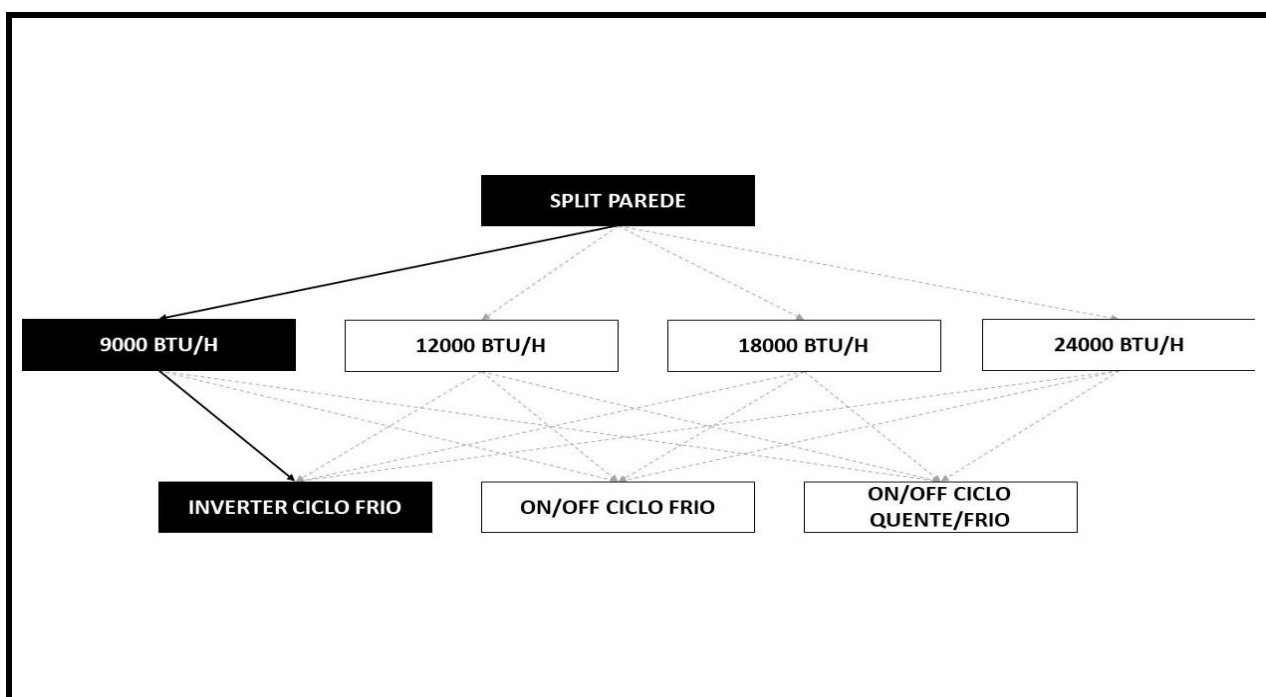 SPLIT PAREDE
9000 BTU/H
12000 BTU/H
18000 BTU/H
24000 BTU/H
INVERTER CICLO FRIO
ON/OFF CICLO FRIO
ON/OFF CICLO
QUENTE/FRIO